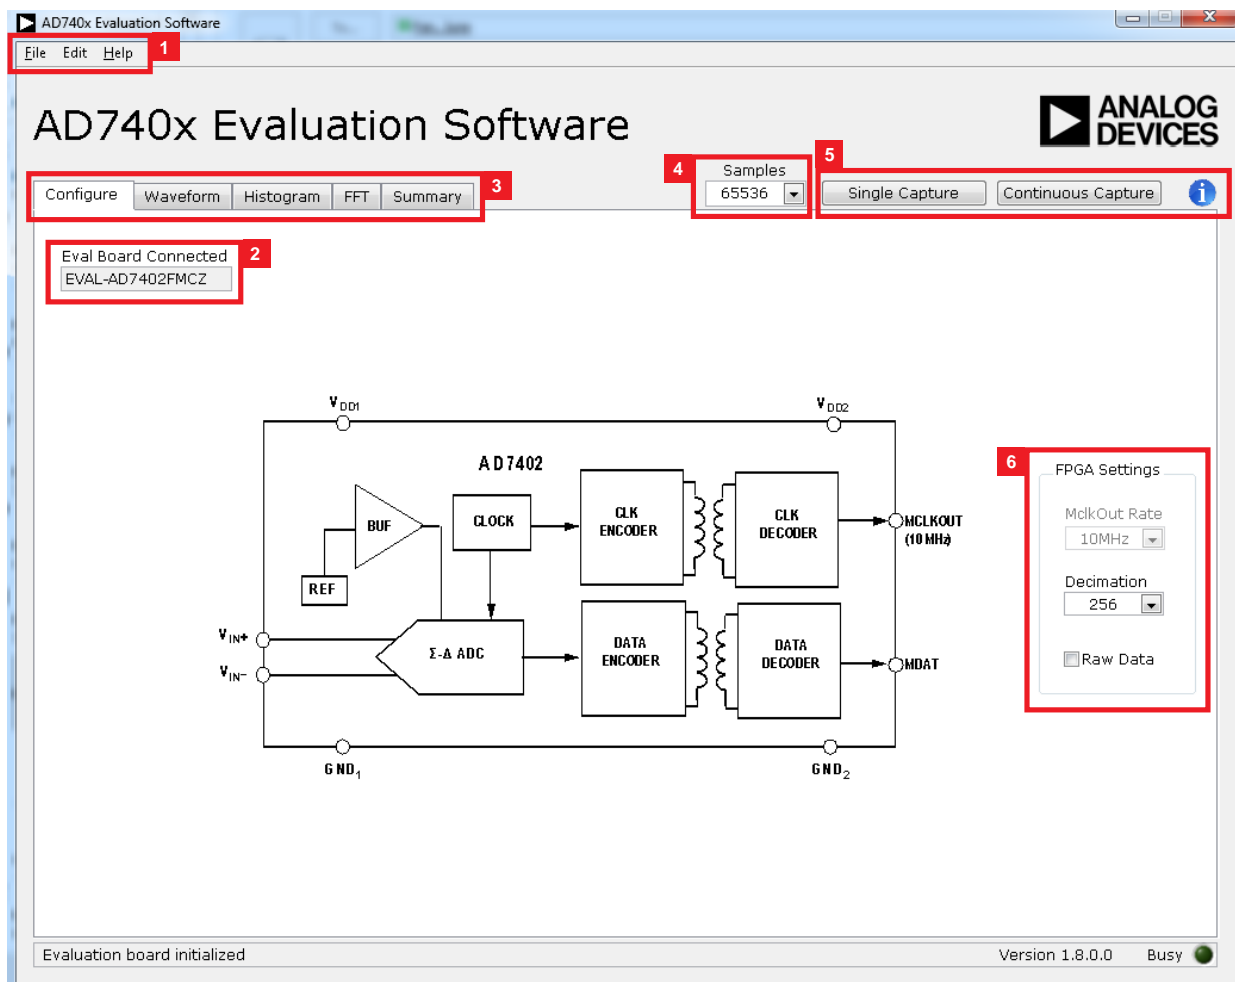 AD740x Evaluation Software
File Edit Help
1
AD740x Evaluation Software
ANALOG
DEVICES
5
4
Samples
3
Configure Waveform Histogram FFT Summary
65536
Single Capture Continuous Capture i
Eval Board Connected
2
EVAL-AD7402FMCZ
VDD1
VDD2
AD7402
6
FPGA Settings
BUF
CLOCK
CLK
ENCODER
CLK
DECODER
MCLKOUT
(10 MHz)
MclkOut Rate
10MHz
REF
Decimation
256
VIN+
Σ-Δ ADC
DATA
ENCODER
DATA
DECODER
MDAT
Raw Data
VIN−
GND1
GND2
Evaluation board initialized
Version 1.8.0.0 Busy